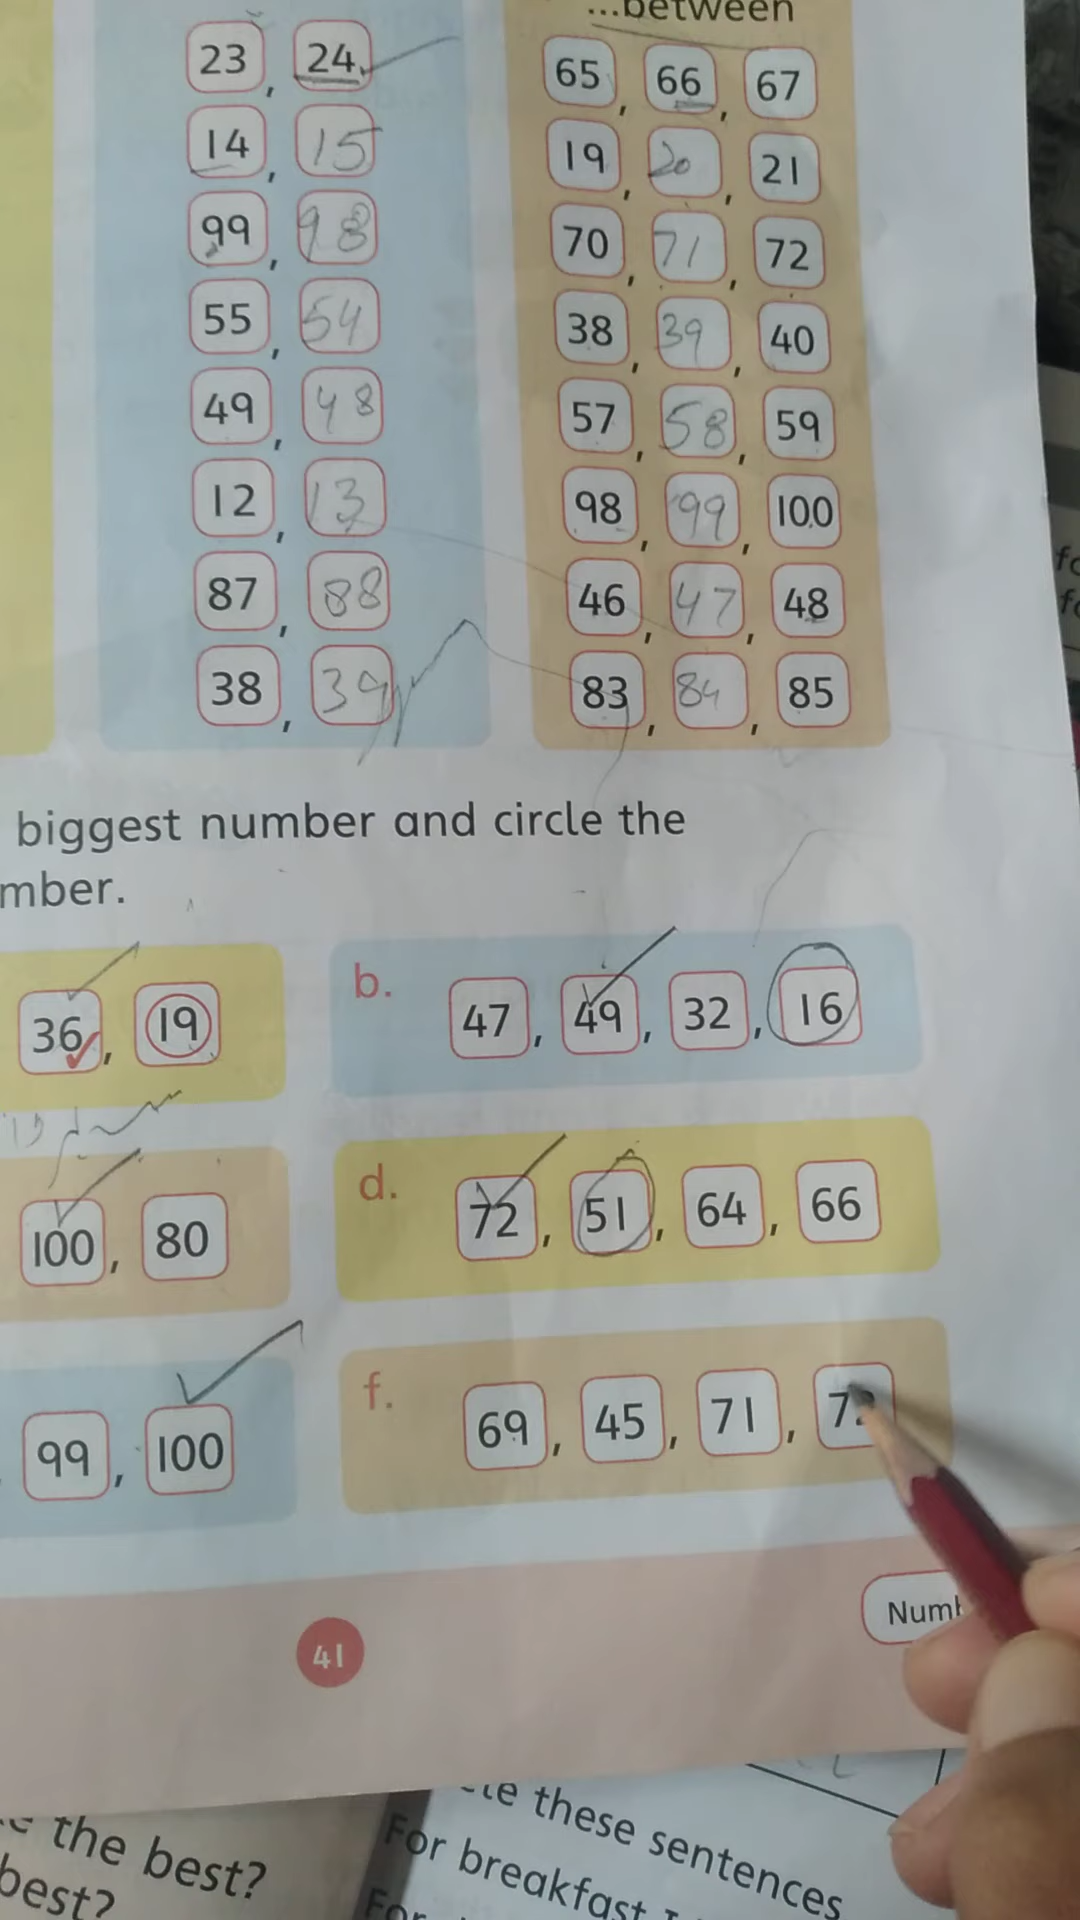 ...between
23 , 24
65 , 66 , 67
14 , 15
19 , 20 , 21
99 , 98
70 , 71 , 72
55 , 54
38 , 39 , 40
49 , 48
57 , 58 , 59
12 , 13
98 , 99 , 100
87 , 88
46 , 47 , 48
38 , 39
83 , 84 , 85
biggest number and circle the
mber.
36 , 19
b. 47 , 49 , 32 , 16
100 , 80
d. 72 , 51 , 64 , 66
, 99 , 100
f. 69 , 45 , 71 ,
41
Num
the best?
best?
these sentences
For breakfast